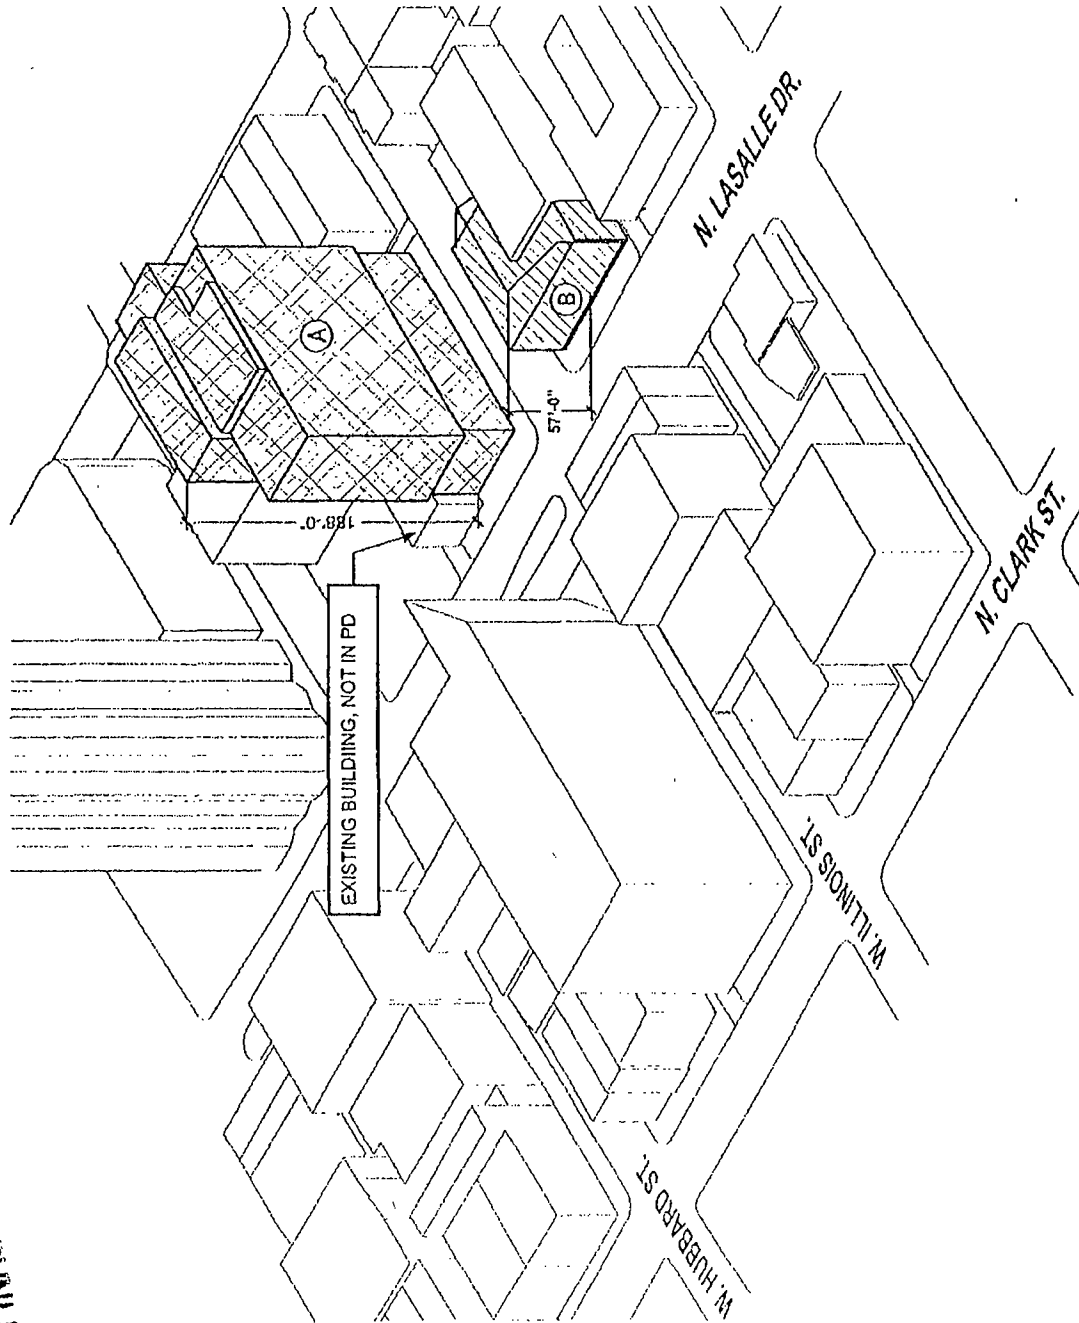 A
B
188'-0"
57'-0"
EXISTING BUILDIING, NOT IN PD
N. LASALLE DR.
N. CLARK ST.
W. ILLINOIS ST.
W. HUBBARD ST.